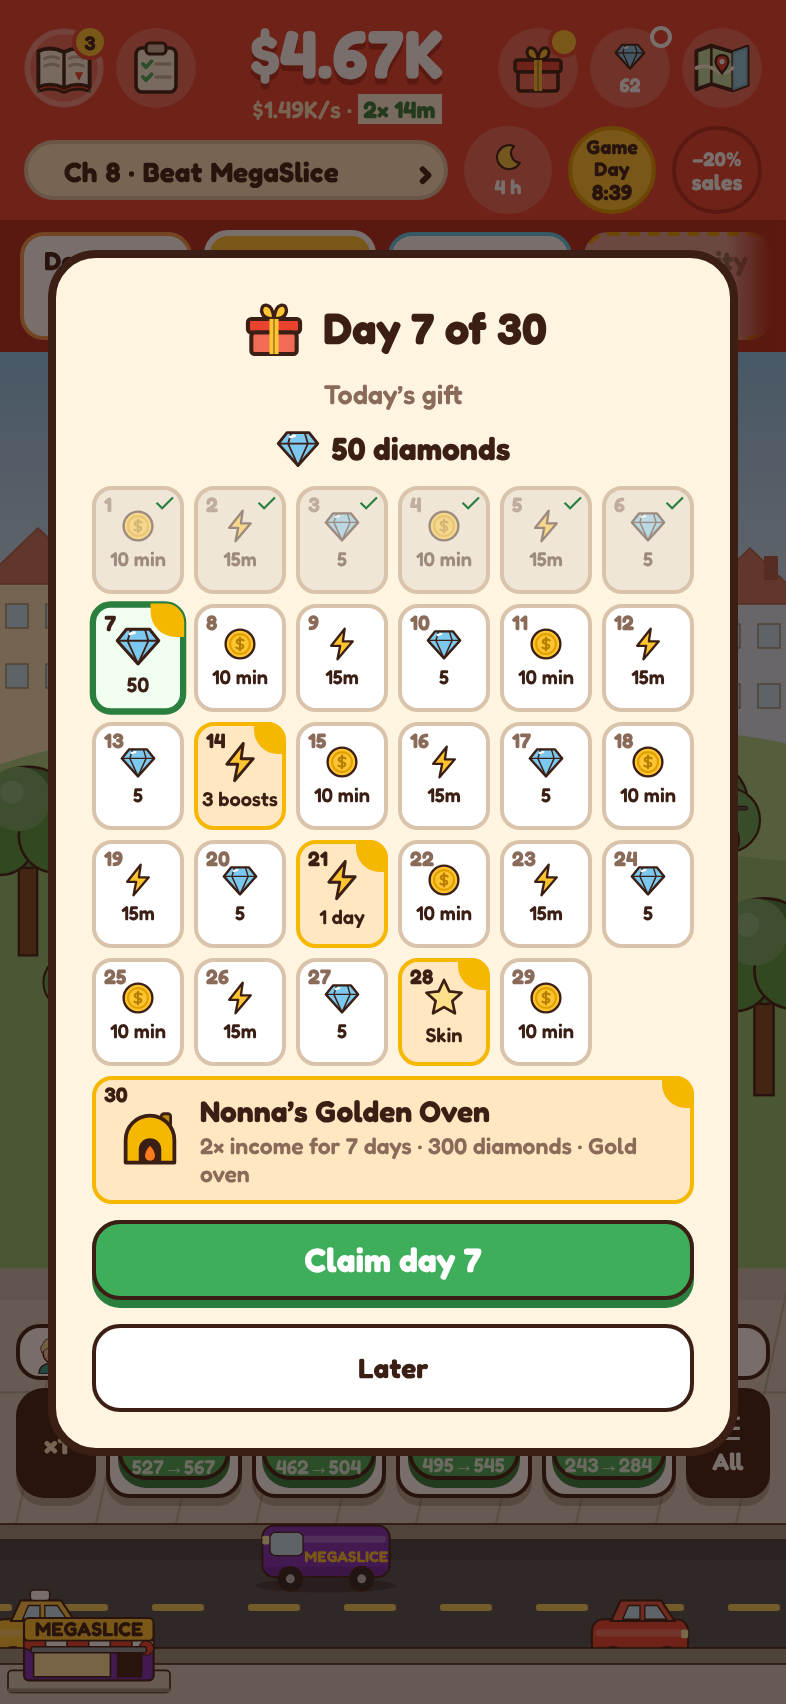 3
$4.67K
$1.49K/s · 2× 14m
62
Ch 8 · Beat MegaSlice
4 h
Game
Day
8:39
−20%
sales
Day 7 of 30
Today's gift
50 diamonds
1 2 3 4 5 6
$ $
10 min 15m 5 10 min 15m 5
7 8 9 10 11 12
$ $
50 10 min 15m 5 10 min 15m
13 14 15 16 17 18
$ $
5 3 boosts 10 min 15m 5 10 min
19 20 21 22 23 24
$
15m 5 1 day 10 min 15m 5
25 26 27 28 29
$ $
10 min 15m 5 Skin 10 min
30
Nonna's Golden Oven
2× income for 7 days · 300 diamonds · Gold
oven
Claim day 7
Later
All
527→567 462→504 495→545 243→284
MEGASLICE
MEGASLICE